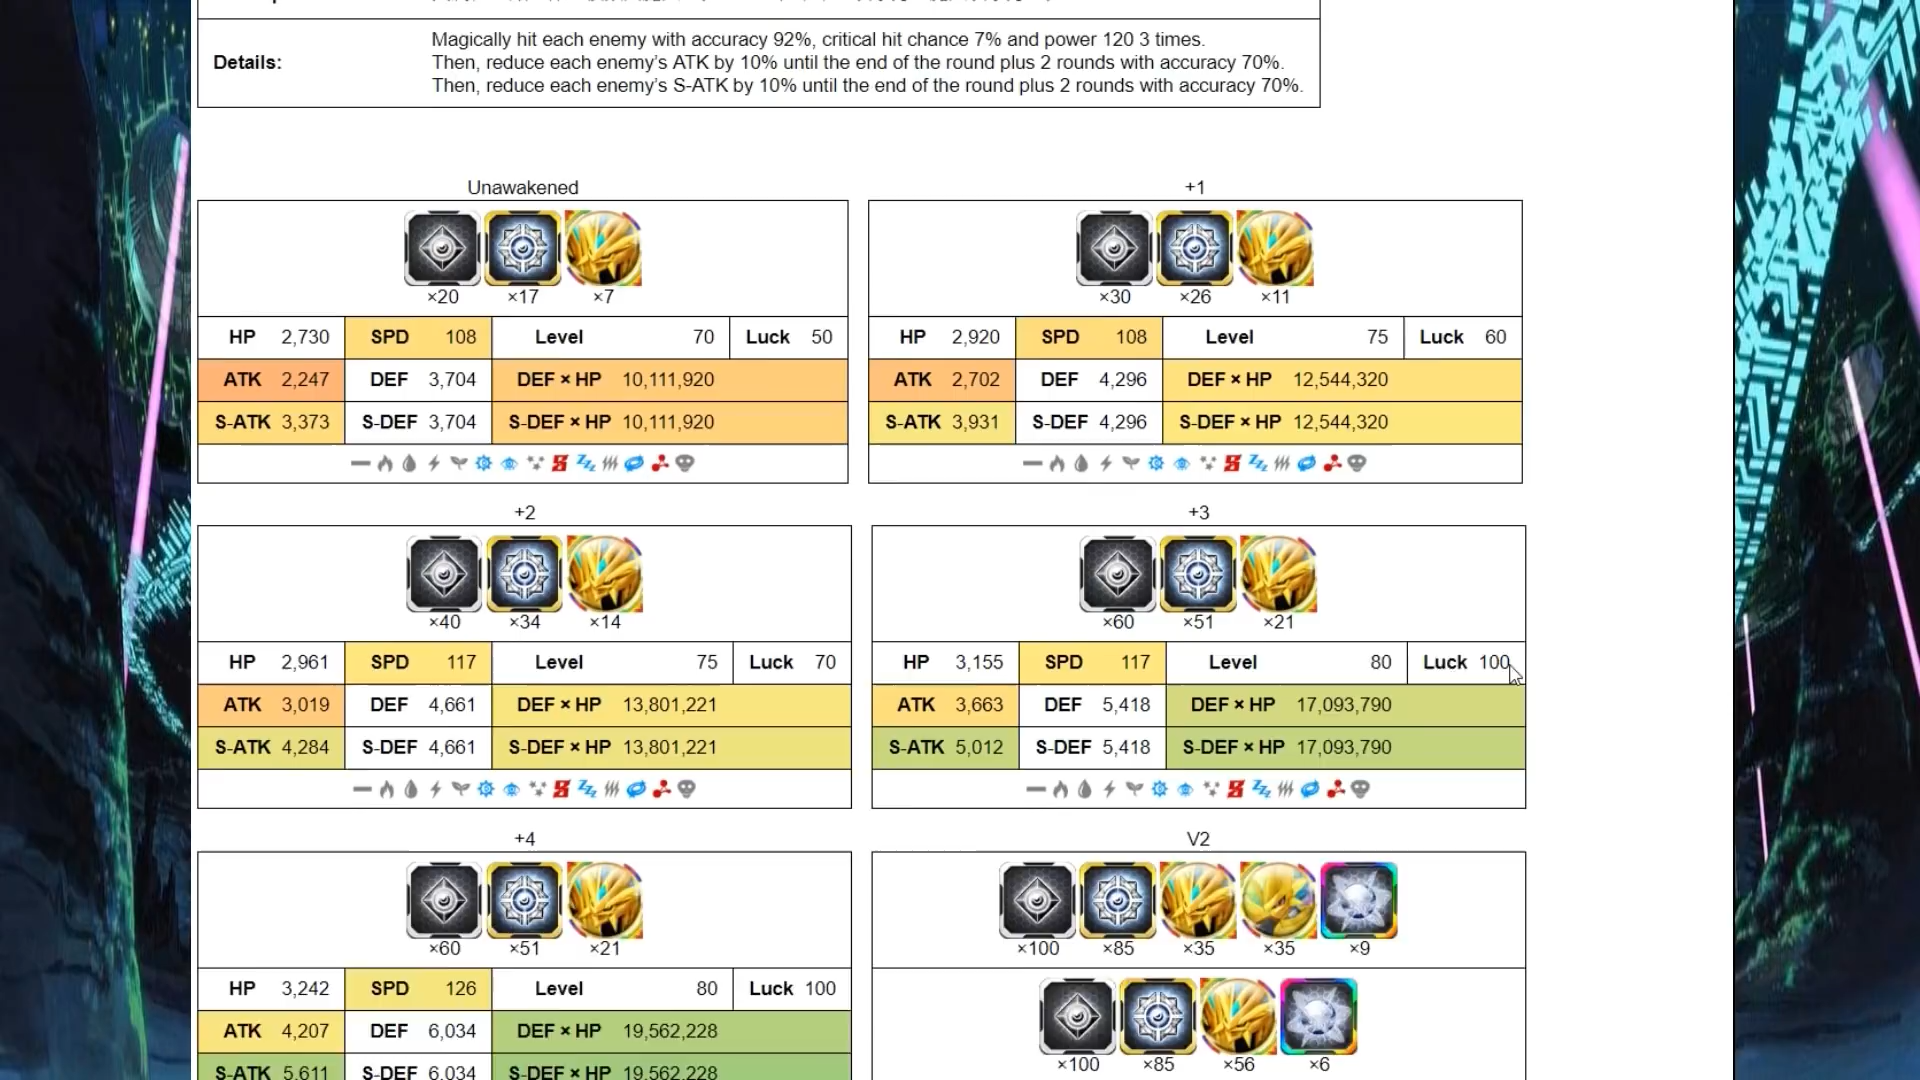 Details:
Magically hit each enemy with accuracy 92%, critical hit chance 7% and power 120 3 times.
Then, reduce each enemy’s ATK by 10% until the end of the round plus 2 rounds with accuracy 70%.
Then, reduce each enemy’s S-ATK by 10% until the end of the round plus 2 rounds with accuracy 70%.
Unawakened
×20 ×17 ×7
HP 2,730 SPD 108 Level 70 Luck 50
ATK 2,247 DEF 3,704 DEF × HP 10,111,920
S-ATK 3,373 S-DEF 3,704 S-DEF × HP 10,111,920
+1
×30 ×26 ×11
HP 2,920 SPD 108 Level 75 Luck 60
ATK 2,702 DEF 4,296 DEF × HP 12,544,320
S-ATK 3,931 S-DEF 4,296 S-DEF × HP 12,544,320
+2
×40 ×34 ×14
HP 2,961 SPD 117 Level 75 Luck 70
ATK 3,019 DEF 4,661 DEF × HP 13,801,221
S-ATK 4,284 S-DEF 4,661 S-DEF × HP 13,801,221
+3
×60 ×51 ×21
HP 3,155 SPD 117 Level 80 Luck 100
ATK 3,663 DEF 5,418 DEF × HP 17,093,790
S-ATK 5,012 S-DEF 5,418 S-DEF × HP 17,093,790
+4
×60 ×51 ×21
HP 3,242 SPD 126 Level 80 Luck 100
ATK 4,207 DEF 6,034 DEF × HP 19,562,228
S-ATK 5,611 S-DEF 6,034 S-DEF × HP 19,562,228
V2
×100 ×85 ×35 ×35 ×9
×100 ×85 ×56 ×6